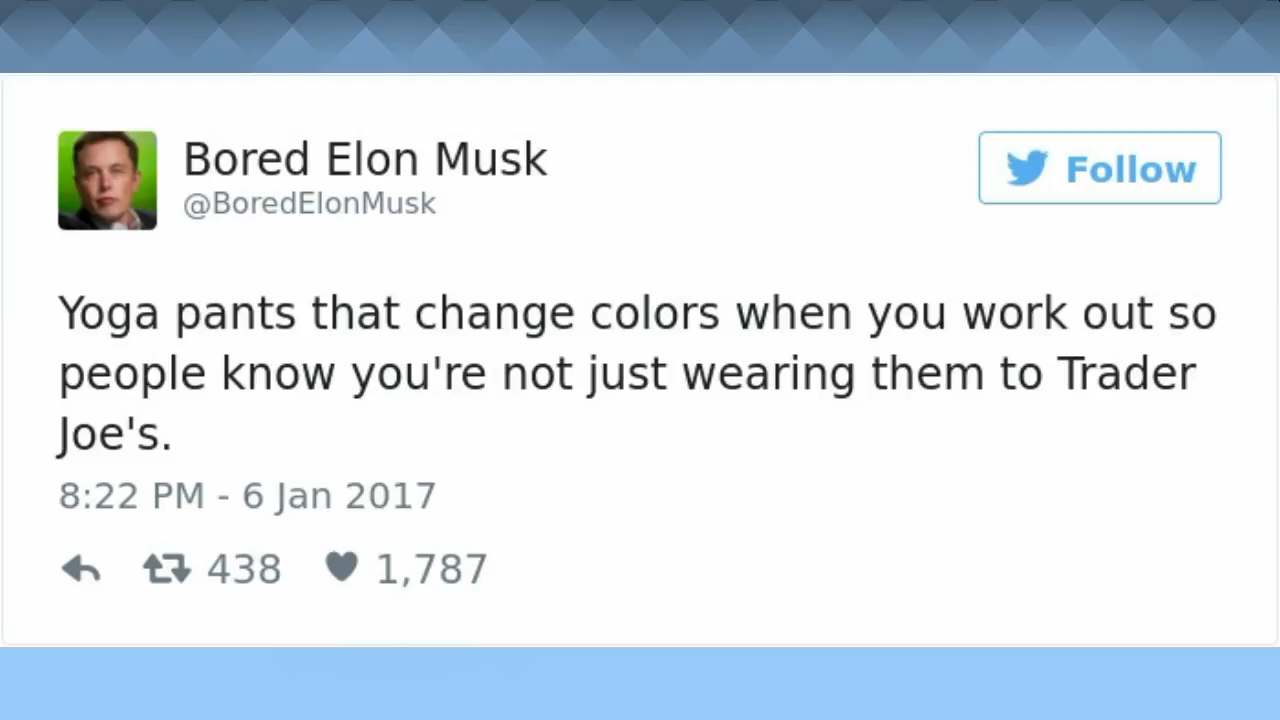 Bored Elon Musk
@BoredElonMusk
Follow
Yoga pants that change colors when you work out so
people know you're not just wearing them to Trader
Joe's.
8:22 PM - 6 Jan 2017
438 1,787